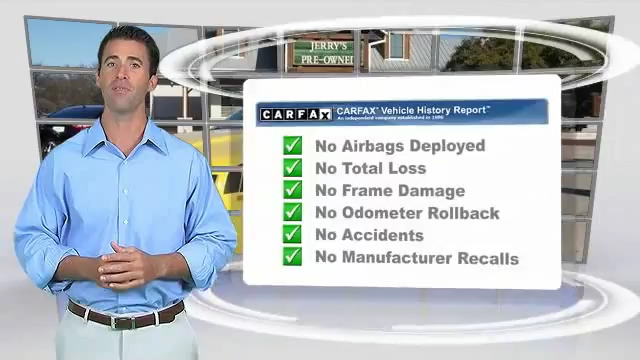 JERRY'S
PRE-OWNED
CARFAX CARFAX Vehicle History Report™
An independent company established in 1986
No Airbags Deployed
No Total Loss
No Frame Damage
No Odometer Rollback
No Accidents
No Manufacturer Recalls